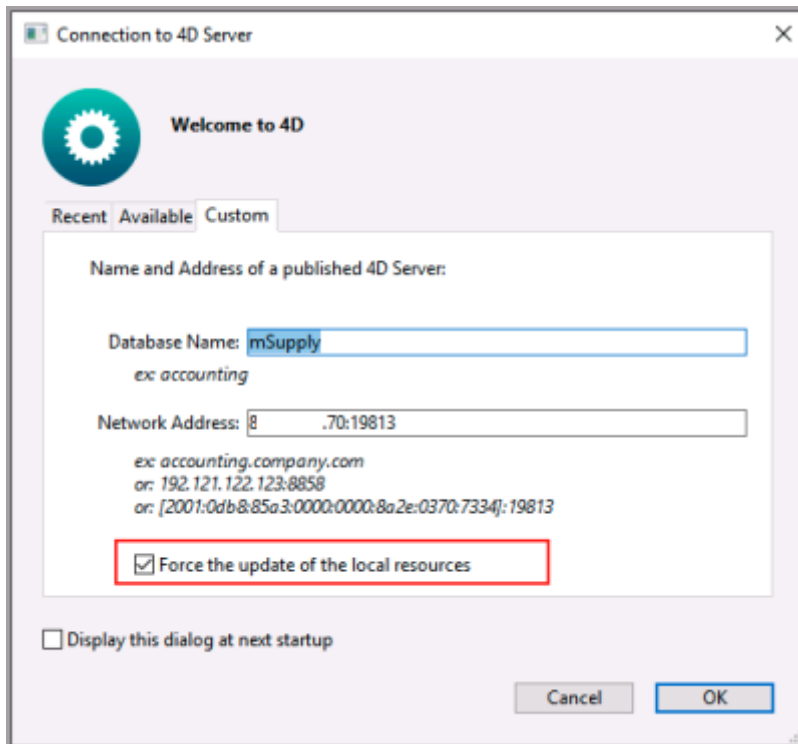 Connection to 4D Server
Welcome to 4D
Recent Available Custom
Name and Address of a published 4D Server:
Database Name: mSupply
ex: accounting
Network Address: 8 .70:19813
ex: accounting.company.com
or: 192.121.122.123:8858
or: [2001:0db8:85a3:0000:0000:8a2e:0370:7334]:19813
Force the update of the local resources
Display this dialog at next startup
Cancel OK